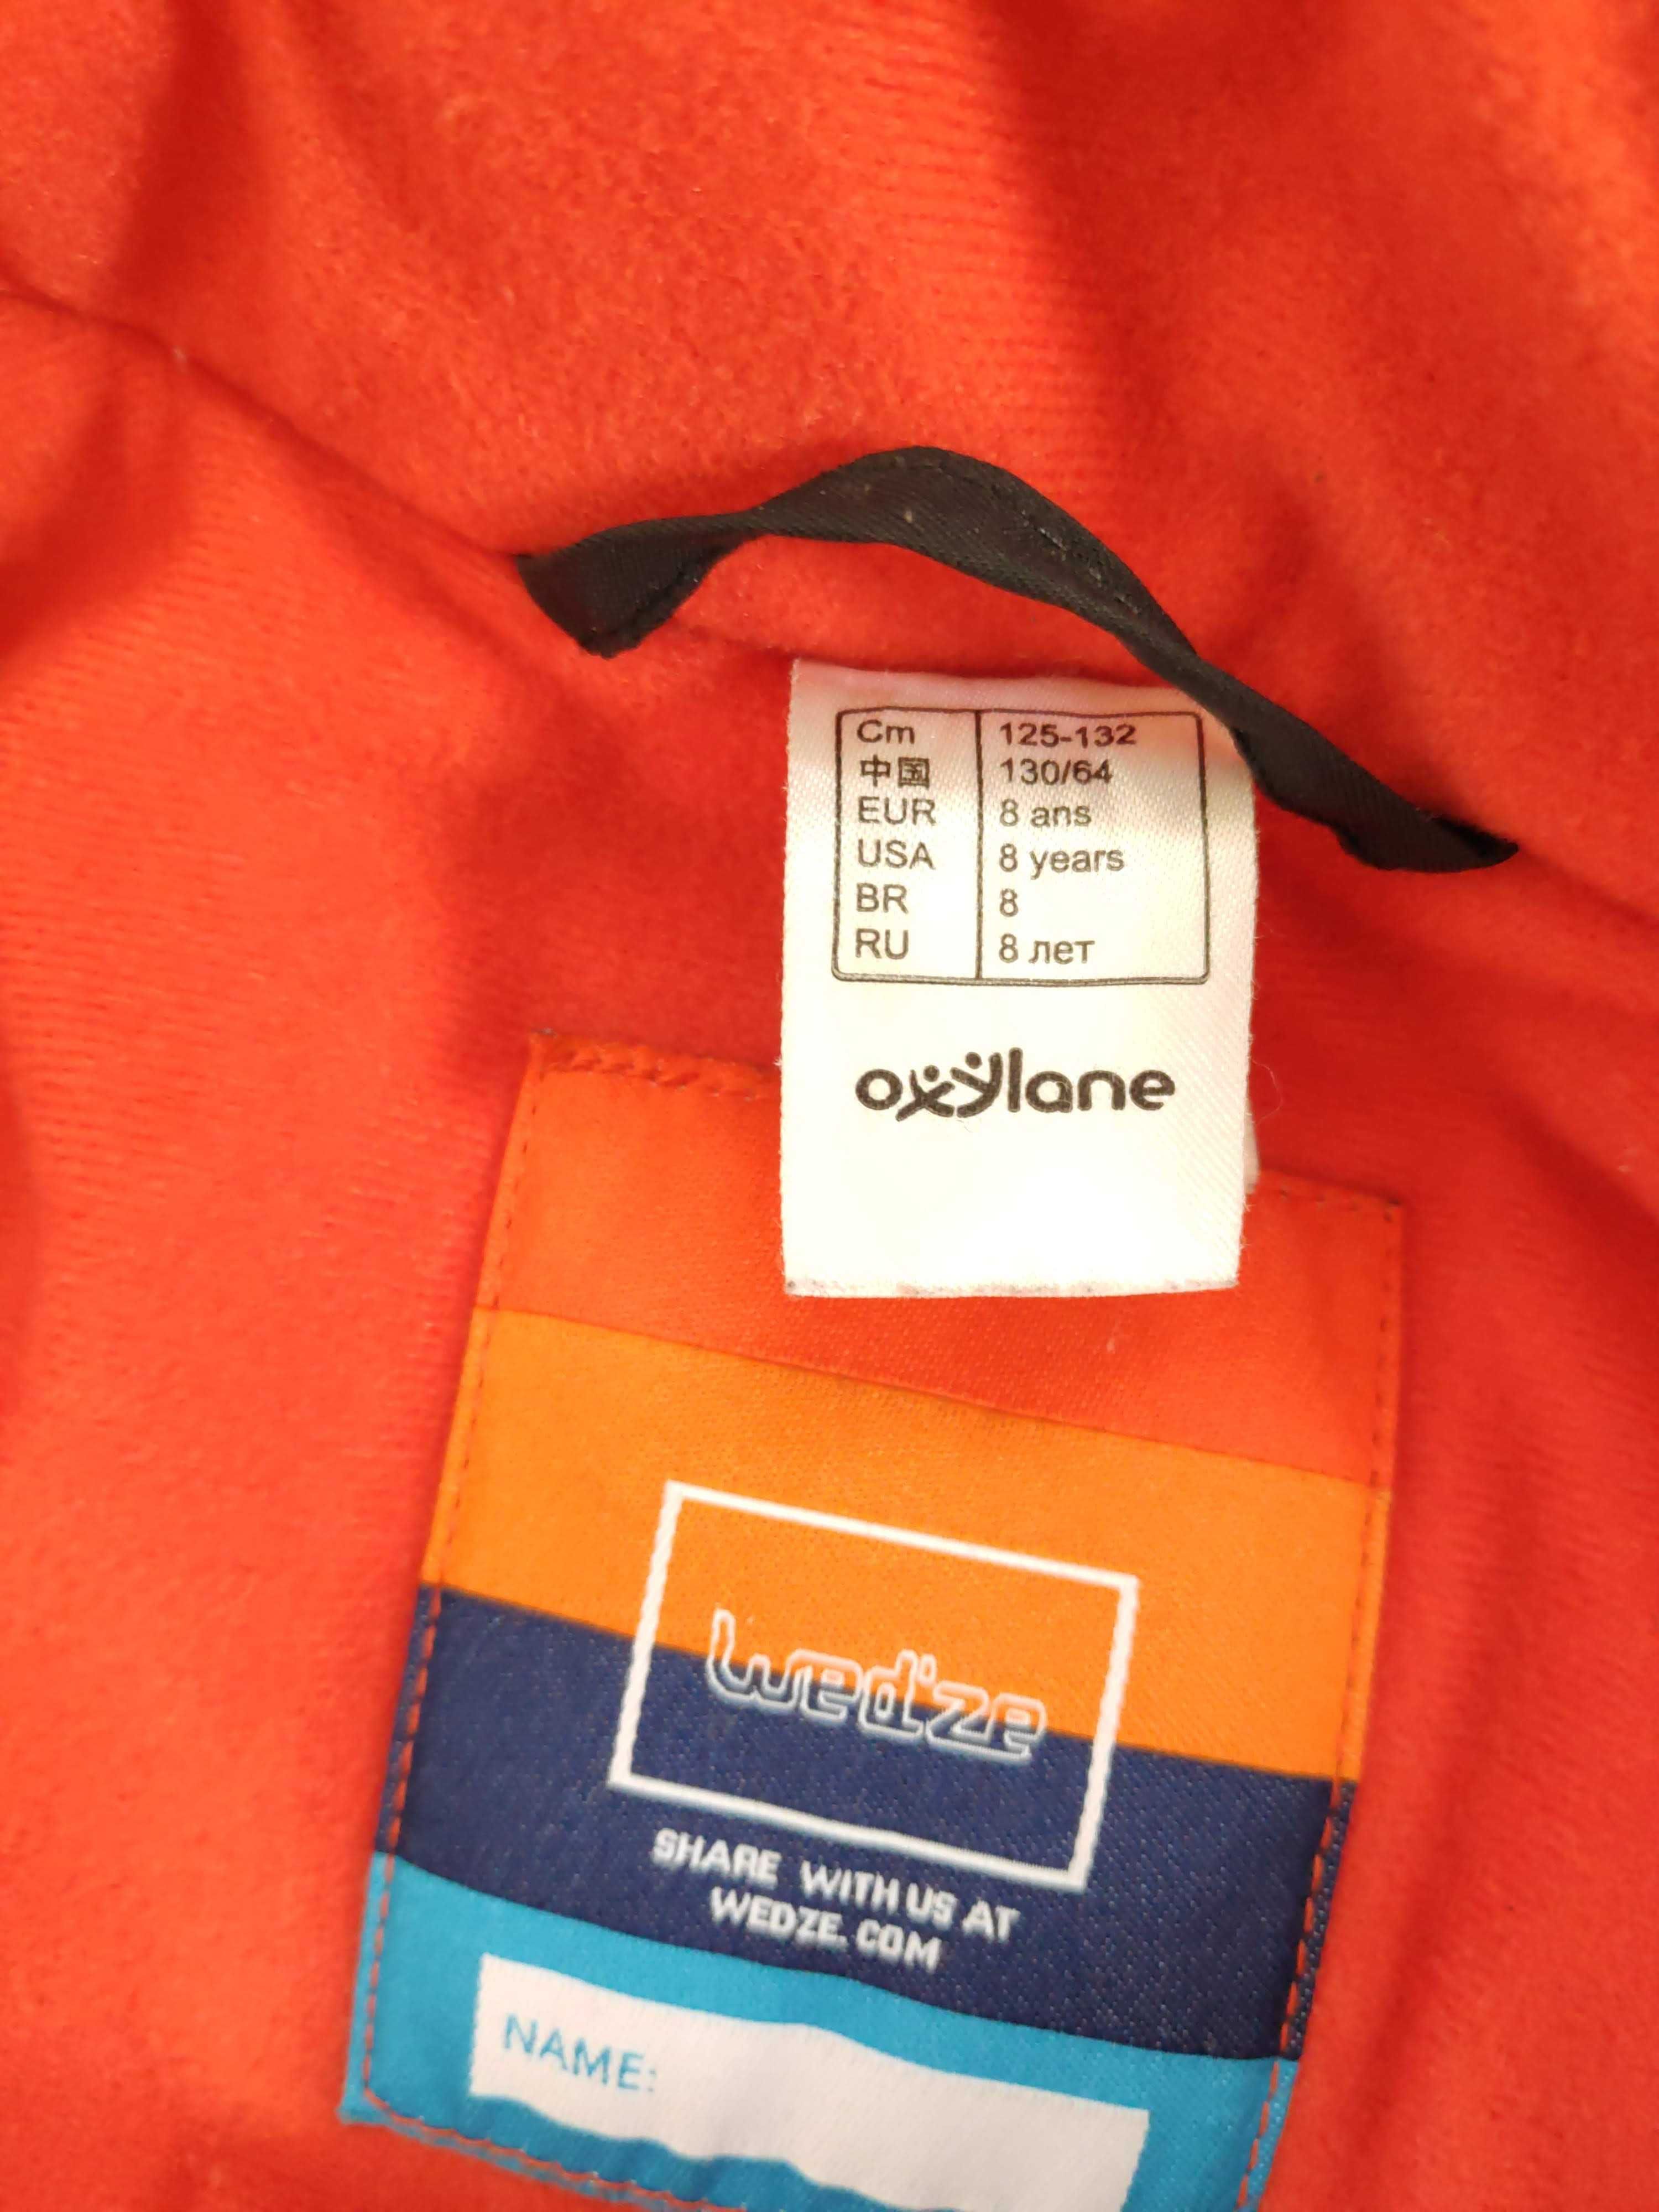 Cm 125-132
中国 130/64
EUR 8 ans
USA 8 years
BR 8
RU 8 лет
oxylane
wed'ze
SHARE WITH US AT
WEDZE.COM
NAME: